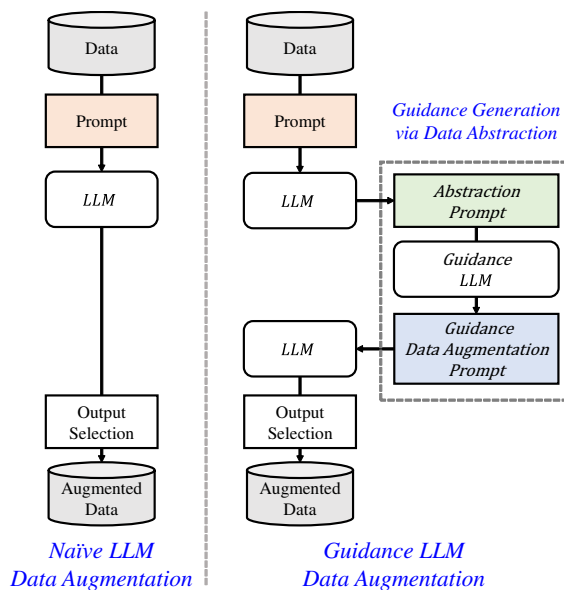 Data
Prompt
LLM
Output
Selection
Augmented
Data
Naïve LLM
Data Augmentation
Data
Prompt
LLM
Guidance Generation
via Data Abstraction
Abstraction
Prompt
Guidance
LLM
Guidance
Data Augmentation
Prompt
LLM
Output
Selection
Augmented
Data
Guidance LLM
Data Augmentation